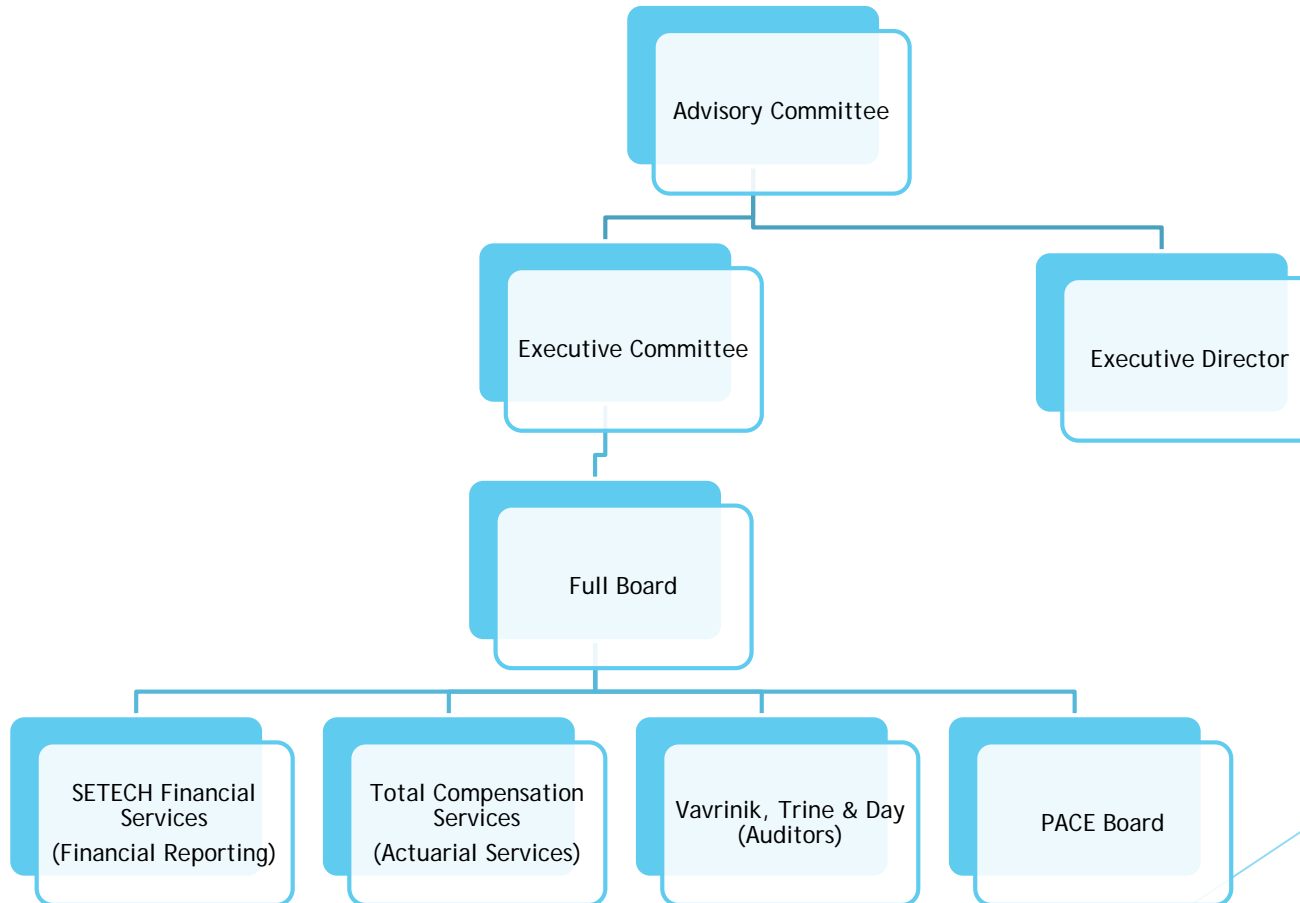 Advisory Committee
Executive Committee
Executive Director
Full Board
SETECH Financial
Services
(Financial Reporting)
Total Compensation
Services
(Actuarial Services)
Vavrinik, Trine & Day
(Auditors)
PACE Board